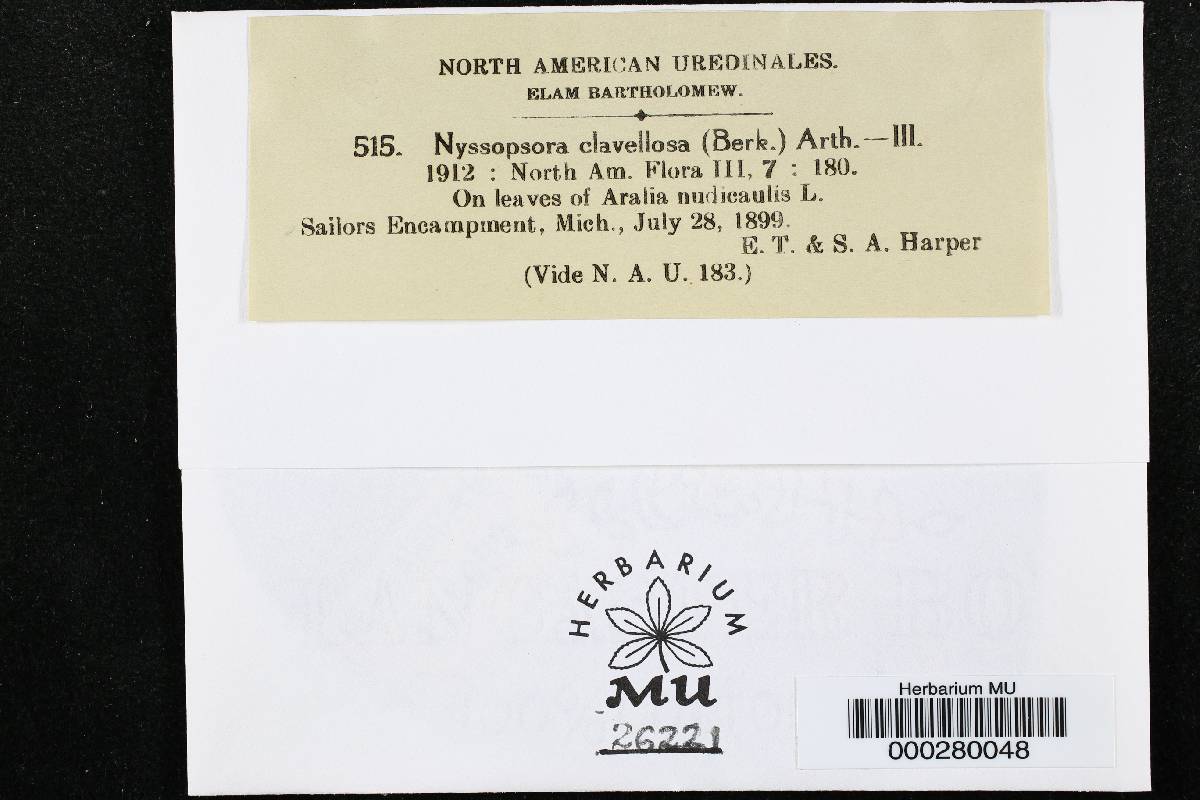 NORTH AMERICAN UREDINALES.
ELAM BARTHOLOMEW.
515. Nyssopsora clavellosa (Berk.) Arth.—III.
1912 : North Am. Flora III, 7 : 180.
On leaves of Aralia nudicaulis L.
Sailors Encampment, Mich., July 28, 1899.
E. T. & S. A. Harper
(Vide N. A. U. 183.)
HERBARIUM
MU
26221
Herbarium MU
000280048